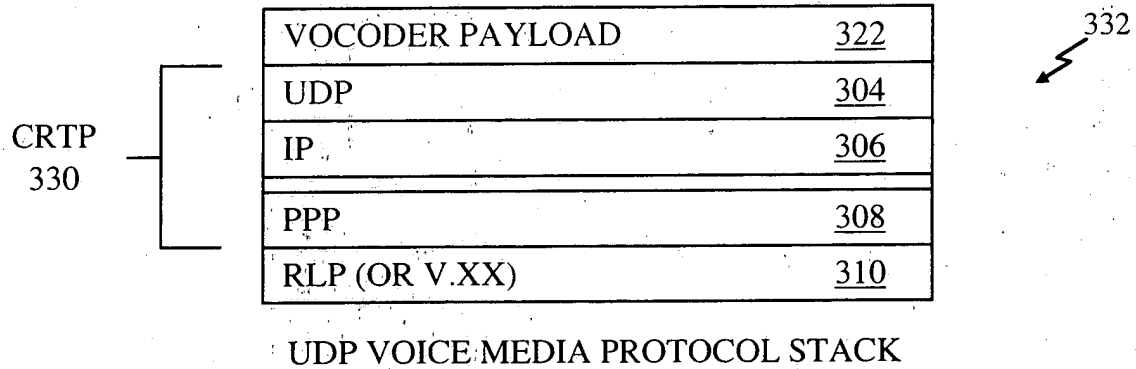 VOCODER PAYLOAD 322
332
UDP 304
CRTP
330
IP 306
PPP 308
RLP (OR V.XX) 310
UDP VOICE MEDIA PROTOCOL STACK